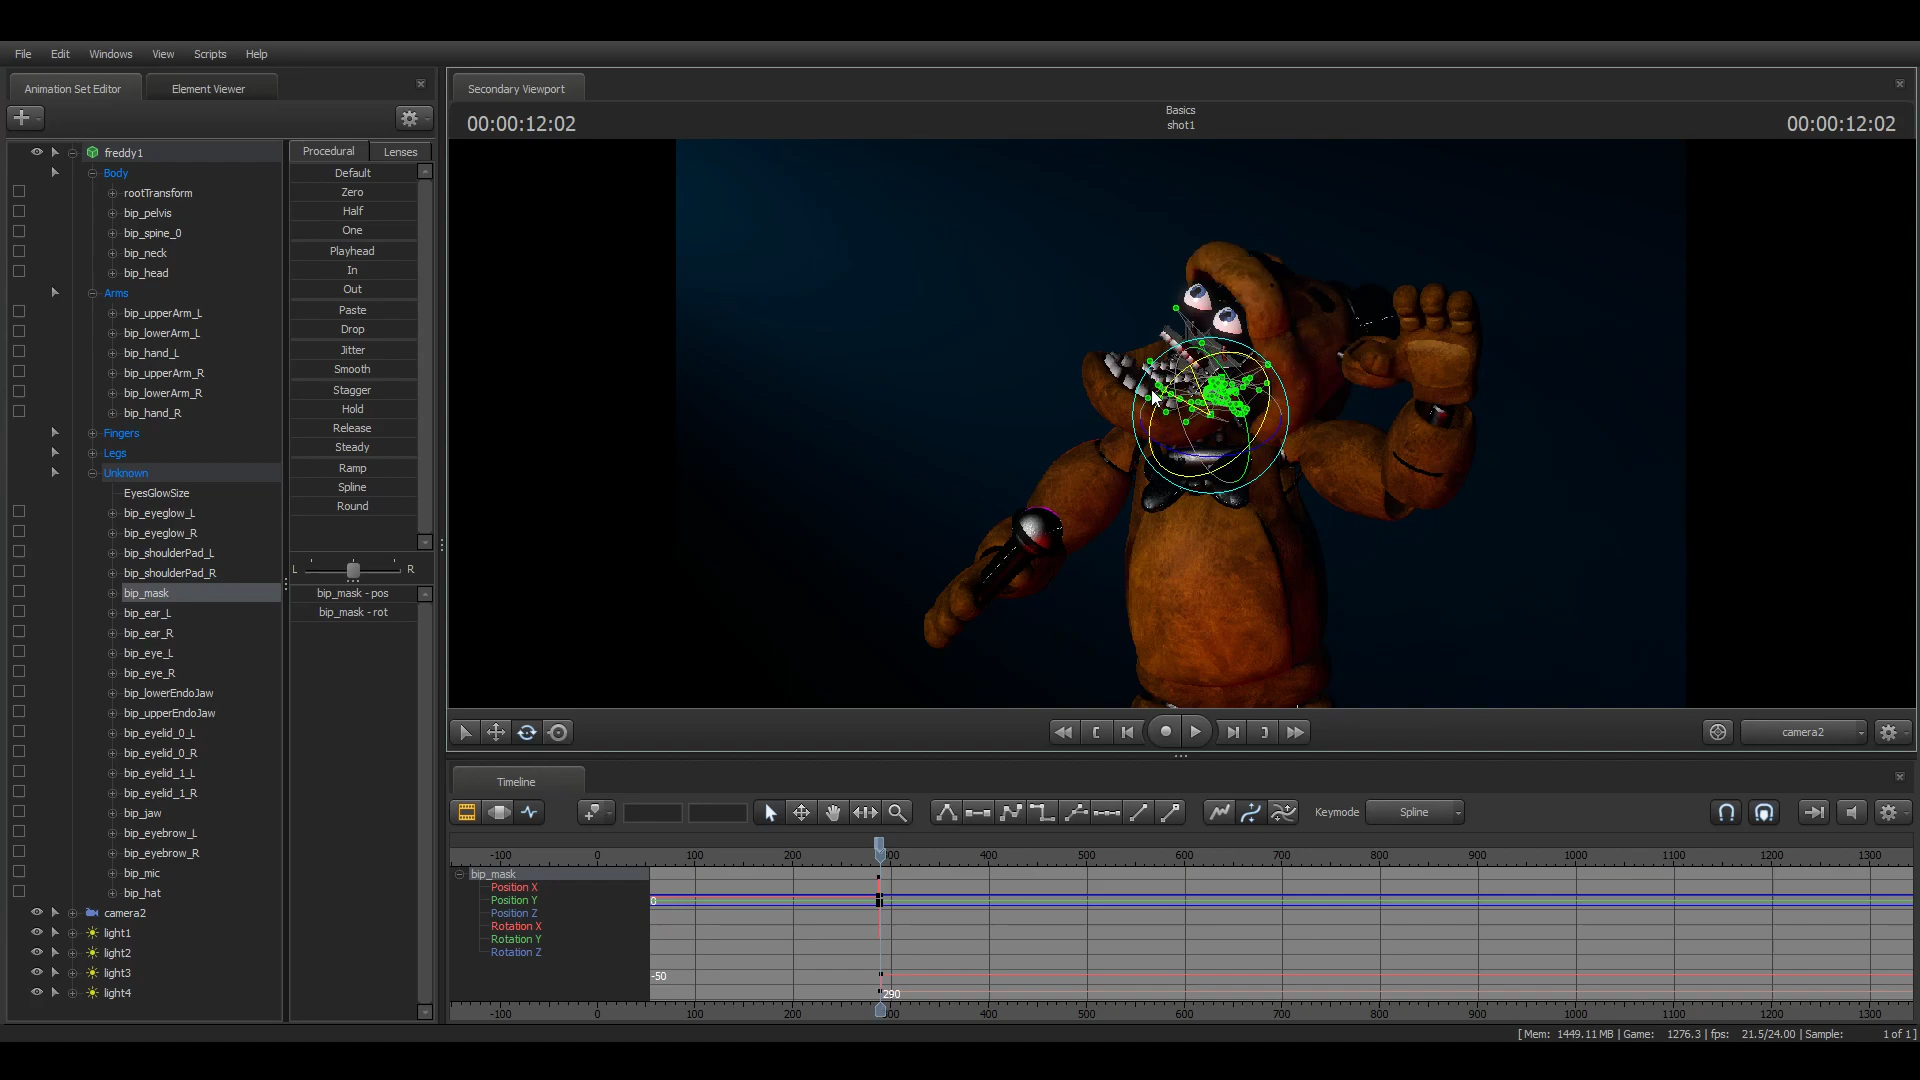 File Edit Windows View Scripts Help
Animation Set Editor Element Viewer
freddy1
Body
rootTransform
bip_pelvis
bip_spine_0
bip_neck
bip_head
Arms
bip_upperArm_L
bip_lowerArm_L
bip_hand_L
bip_upperArm_R
bip_lowerArm_R
bip_hand_R
Fingers
Legs
Unknown
EyesGlowSize
bip_eyeglow_L
bip_eyeglow_R
bip_shoulderPad_L
bip_shoulderPad_R
bip_mask
bip_ear_L
bip_ear_R
bip_eye_L
bip_eye_R
bip_lowerEndoJaw
bip_upperEndoJaw
bip_eyelid_0_L
bip_eyelid_0_R
bip_eyelid_1_L
bip_eyelid_1_R
bip_jaw
bip_eyebrow_L
bip_eyebrow_R
bip_mic
bip_hat
camera2
light1
light2
light3
light4
Procedural Lenses
Default
Zero
Half
One
Playhead
In
Out
Paste
Drop
Jitter
Smooth
Stagger
Hold
Release
Steady
Ramp
Spline
Round
L R
bip_mask - pos
bip_mask - rot
Secondary Viewport
00:00:12:02
Basics
shot1
00:00:12:02
camera2
Timeline
Keymode Spline
-100 0 100 200 400 500 600 700 800 900 1000 1100 1200 1300
bip_mask
Position X
Position Y
Position Z
Rotation X
Rotation Y
Rotation Z
0
-50
290
-100 0 100 200 400 500 600 700 800 900 1000 1100 1200 1300
[ Mem: 1449.11 MB | Game: 1276.3 | fps: 21.5/24.00 | Sample: 1 of 1 ]